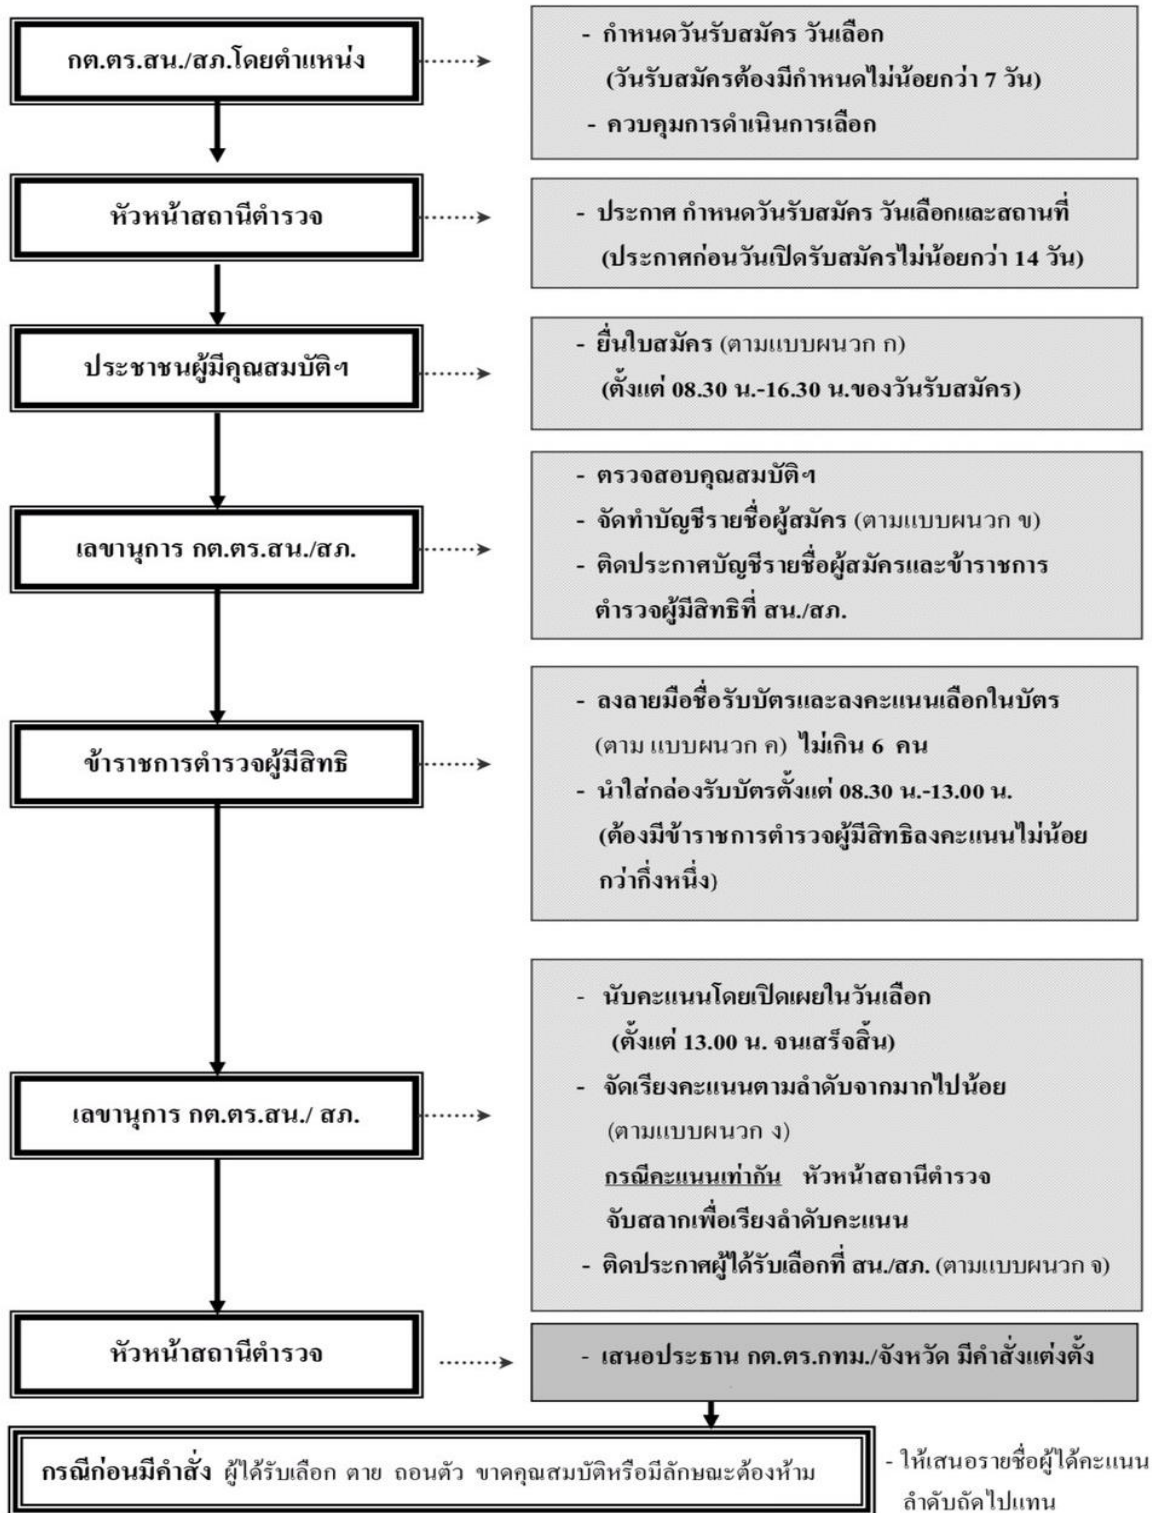 กต.ตร.สน./สภ.โดยตำแหน่ง
- กำหนดวันรับสมัคร วันเลือก
(วันรับสมัครต้องมีกำหนดไม่น้อยกว่า 7 วัน)
- ควบคุมการดำเนินการเลือก
หัวหน้าสถานีตำรวจ
- ประกาศ กำหนดวันรับสมัคร วันเลือกและสถานที่
(ประกาศก่อนวันเปิดรับสมัครไม่น้อยกว่า 14 วัน)
ประชาชนผู้มีคุณสมบัติฯ
- ยื่นใบสมัคร (ตามแบบผนวก ก)
(ตั้งแต่ 08.30 น.-16.30 น.ของวันรับสมัคร)
เลขานุการ กต.ตร.สน./สภ.
- ตรวจสอบคุณสมบัติฯ
- จัดทำบัญชีรายชื่อผู้สมัคร (ตามแบบผนวก ข)
- ติดประกาศบัญชีรายชื่อผู้สมัครและข้าราชการ
ตำรวจผู้มีสิทธิที่ สน./สภ.
ข้าราชการตำรวจผู้มีสิทธิ
- ลงลายมือชื่อรับบัตรและลงคะแนนเลือกในบัตร
(ตาม แบบผนวก ค) ไม่เกิน 6 คน
- นำใส่กล่องรับบัตรตั้งแต่ 08.30 น.-13.00 น.
(ต้องมีข้าราชการตำรวจผู้มีสิทธิลงคะแนนไม่น้อย
กว่ากึ่งหนึ่ง)
เลขานุการ กต.ตร.สน./ สภ.
- นับคะแนนโดยเปิดเผยในวันเลือก
(ตั้งแต่ 13.00 น. จนเสร็จสิ้น)
- จัดเรียงคะแนนตามลำดับจากมากไปน้อย
(ตามแบบผนวก ง)
กรณีคะแนนเท่ากัน หัวหน้าสถานีตำรวจ
จับสลากเพื่อเรียงลำดับคะแนน
- ติดประกาศผู้ได้รับเลือกที่ สน./สภ. (ตามแบบผนวก จ)
หัวหน้าสถานีตำรวจ
- เสนอประธาน กต.ตร.กทม./จังหวัด มีคำสั่งแต่งตั้ง
กรณีก่อนมีคำสั่ง ผู้ได้รับเลือก ตาย ถอนตัว ขาดคุณสมบัติหรือมีลักษณะต้องห้าม
- ให้เสนอรายชื่อผู้ได้คะแนน
ลำดับถัดไปแทน